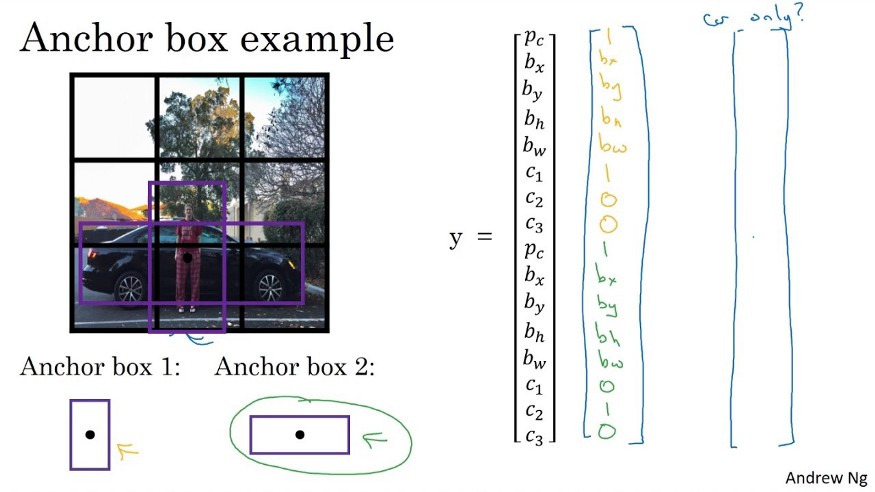 Anchor box example
car only?
p_c 1
b_x bx
b_y by
b_h bh
b_w bw
c_1 1
c_2 0
c_3 0
y =
p_c 1
b_x bx
b_y by
b_h bh
b_w bw
c_1 0
c_2 1
c_3 0
Anchor box 1: Anchor box 2:
Andrew Ng